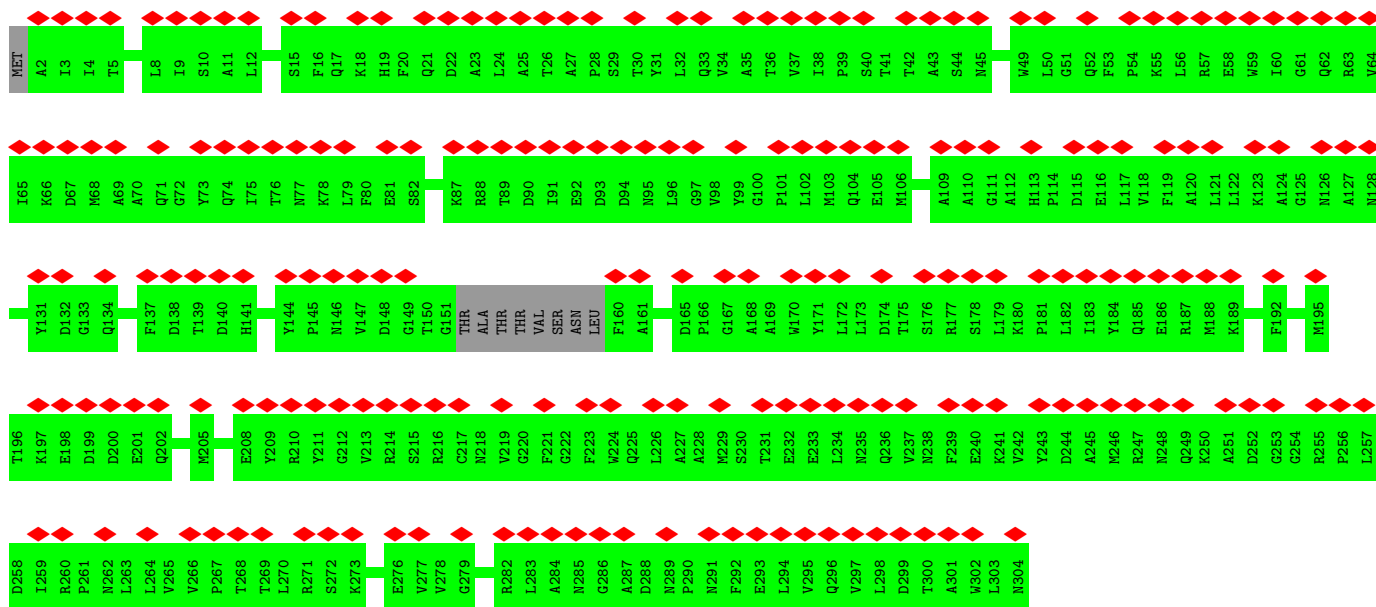 MET A2 I3 I4 T5 L8 I9 S10 A11 L12 S15 F16 Q17 K18 H19 F20 Q21 D22 A23 L24 A25 T26 A27 P28 S29 T30 Y31 L32 Q33 V34 A35 T36 V37 I38 P39 S40 T41 T42 A43 S44 N45 W49 L50 G51 Q52 F53 P54 K55 L56 R57 E58 W59 I60 G61 Q62 R63 V64
I65 K66 D67 M68 A69 A70 Q71 G72 Y73 Q74 I75 T76 N77 K78 L79 F80 E81 S82 K87 R88 T89 D90 I91 E92 D93 D94 N95 L96 G97 V98 Y99 G100 P101 L102 M103 Q104 E105 M106 A109 A110 G111 A112 H113 P114 D115 E116 L117 V118 F119 A120 L121 L122 K123 A124 G125 N126 A127 N128
Y131 D132 G133 Q134 F137 D138 T139 D140 H141 Y144 P145 N146 V147 D148 G149 T150 G151 THR ALA THR THR VAL SER ASN LEU F160 A161 D165 P166 G167 A168 A169 W170 Y171 L172 L173 D174 T175 S176 R177 S178 L179 K180 P181 L182 I183 Y184 Q185 E186 R187 M188 K189 F192 M195
T196 K197 E198 D199 D200 E201 Q202 M205 E208 Y209 R210 Y211 G212 V213 R214 S215 R216 C217 N218 V219 G220 F221 G222 F223 W224 Q225 L226 A227 A228 M229 S230 T231 E232 E233 L234 N235 Q236 V237 N238 F239 E240 K241 V242 Y243 D244 A245 M246 R247 N248 Q249 K250 A251 D252 G253 G254 R255 P256 L257
D258 I259 R260 P261 N262 L263 L264 V265 V266 P267 T268 T269 L270 R271 S272 K273 E276 V277 V278 G279 R282 L283 A284 N285 G286 A287 D288 N289 P290 N291 F292 E293 L294 V295 Q296 V297 L298 D299 T300 A301 W302 L303 N304